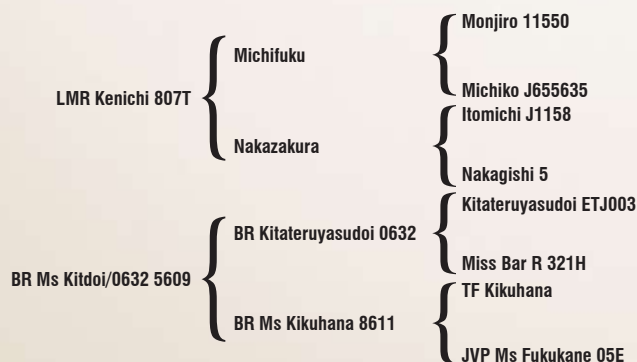 Monjiro 11550
Michifuku
Michiko J655635
LMR Kenichi 807T
Itomichi J1158
Nakazakura
Nakagishi 5
Kitateruyasudoi ETJ003
BR Kitateruyasudoi 0632
Miss Bar R 321H
BR Ms Kitdoi/0632 5609
TF Kikuhana
BR Ms Kikuhana 8611
JVP Ms Fukukane 05E